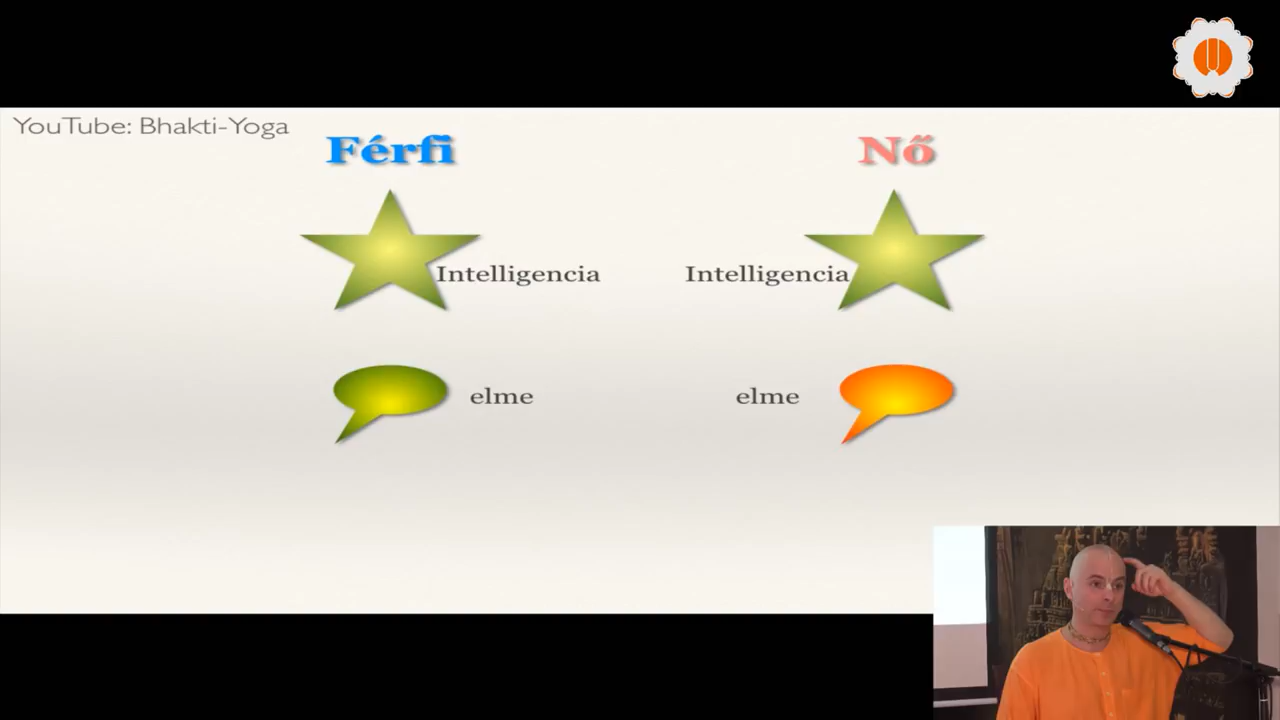 YouTube: Bhakti-Yoga
Férfi
Nő
Intelligencia
Intelligencia
elme
elme